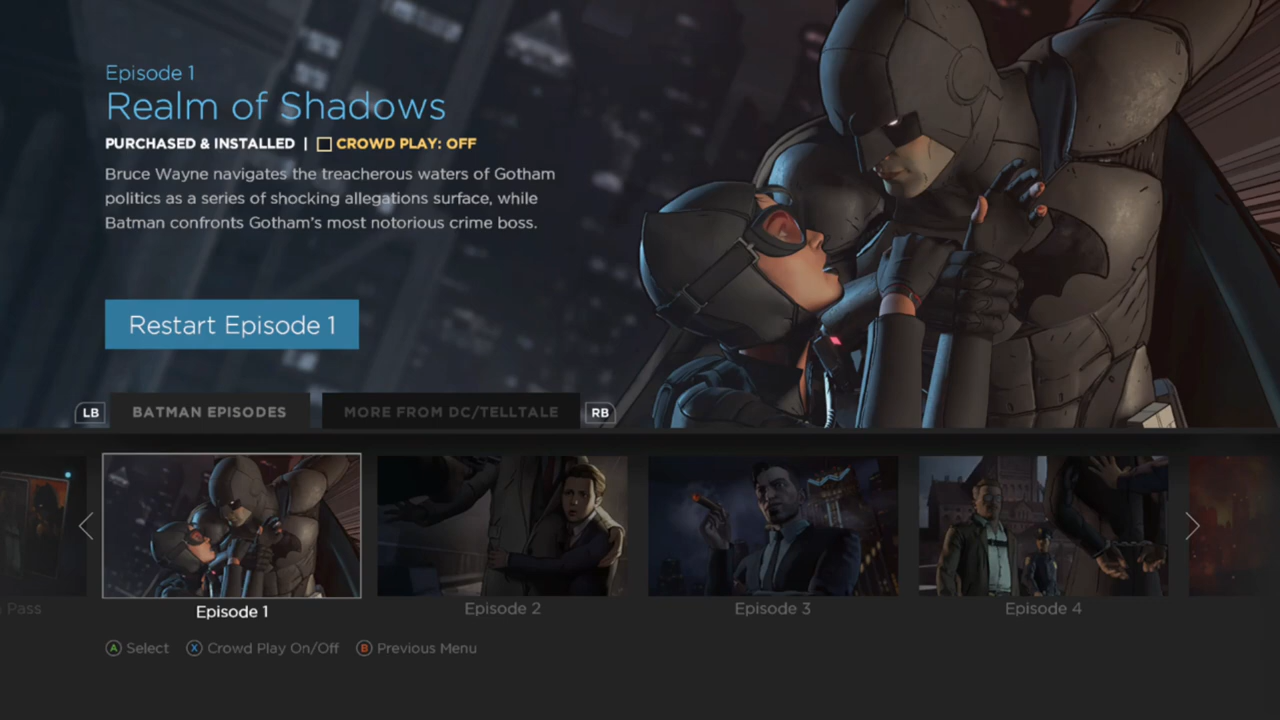 Episode 1
Realm of Shadows
PURCHASED & INSTALLED | CROWD PLAY: OFF
Bruce Wayne navigates the treacherous waters of Gotham
politics as a series of shocking allegations surface, while
Batman confronts Gotham's most notorious crime boss.
Restart Episode 1
LB BATMAN EPISODES MORE FROM DC/TELLTALE RB
Pass Episode 1 Episode 2 Episode 3 Episode 4
A Select X Crowd Play On/Off B Previous Menu